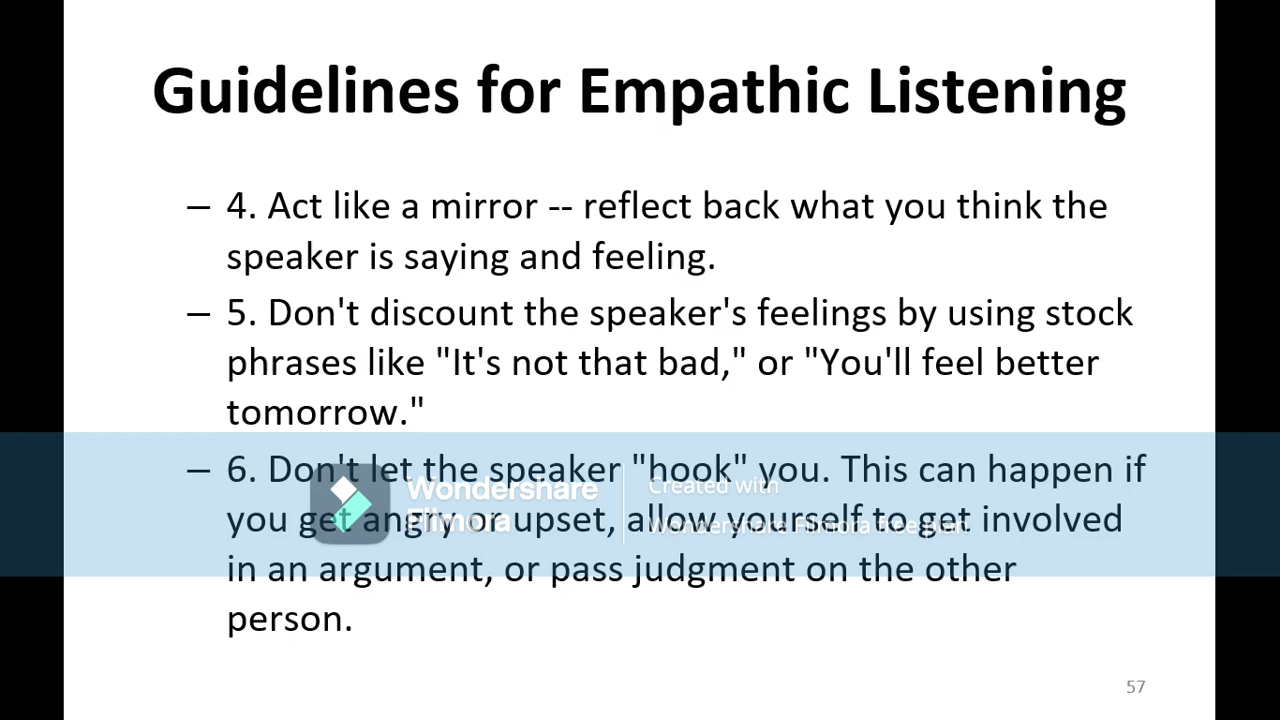 Guidelines for Empathic Listening
– 4. Act like a mirror -- reflect back what you think the
speaker is saying and feeling.
– 5. Don't discount the speaker's feelings by using stock
phrases like "It's not that bad," or "You'll feel better
tomorrow."
– 6. Don't let the speaker "hook" you. This can happen if
you get angry or upset, allow yourself to get involved
in an argument, or pass judgment on the other
person.
Wondershare
Filmora
Created with
Wondershare Filmora free plan
57